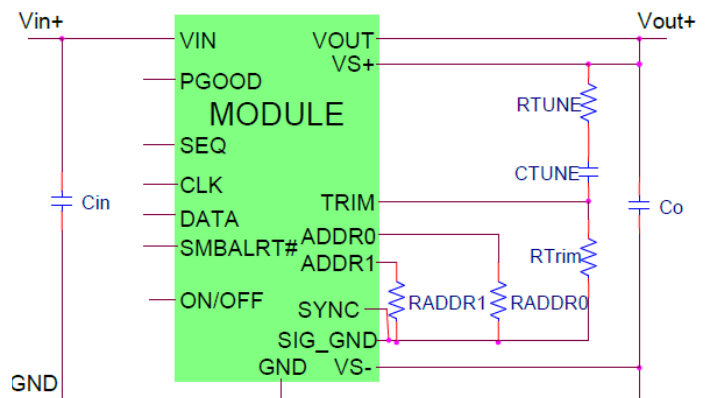 Vin+
Vout+
VIN
VOUT
VS+
PGOOD
RTUNE
MODULE
SEQ
CTUNE
CLK
Cin
TRIM
Co
DATA
ADDR0
SMBALRT#
ADDR1
RTrim
ON/OFF
SYNC
RADDR1
RADDR0
SIG_GND
GND
VS-
GND